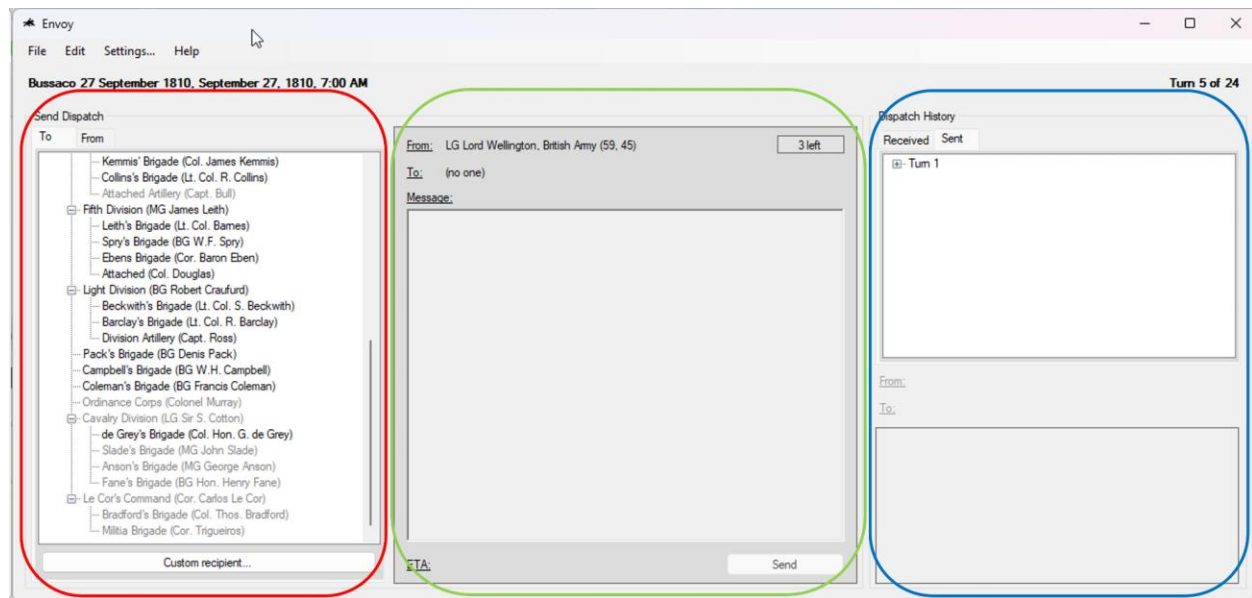 Envoy
File Edit Settings... Help
Bussaco 27 September 1810, September 27, 1810, 7:00 AM
Turn 5 of 24
Send Dispatch
To From
Kemmis' Brigade (Col. James Kemmis)
Collins's Brigade (Lt. Col. R. Collins)
Attached Artillery (Capt. Bull)
Fifth Division (MG James Leith)
Leith's Brigade (Lt. Col. Barnes)
Spry's Brigade (BG W.F. Spry)
Ebens Brigade (Cor. Baron Eben)
Attached (Col. Douglas)
Light Division (BG Robert Craufurd)
Beckwith's Brigade (Lt. Col. S. Beckwith)
Barclay's Brigade (Lt. Col. R. Barclay)
Division Artillery (Capt. Ross)
Pack's Brigade (BG Denis Pack)
Campbell's Brigade (BG W.H. Campbell)
Coleman's Brigade (BG Francis Coleman)
Ordinance Corps (Colonel Murray)
Cavalry Division (LG Sir S. Cotton)
de Grey's Brigade (Col. Hon. G. de Grey)
Slade's Brigade (MG John Slade)
Anson's Brigade (MG George Anson)
Fane's Brigade (BG Hon. Henry Fane)
Le Cor's Command (Cor. Carlos Le Cor)
Bradford's Brigade (Col. Thos. Bradford)
Militia Brigade (Cor. Trigueiros)
Custom recipient...
From: LG Lord Wellington, British Army (59, 45)
3 left
To: (no one)
Message:
ETA:
Send
Dispatch History
Received Sent
Turn 1
From:
To: